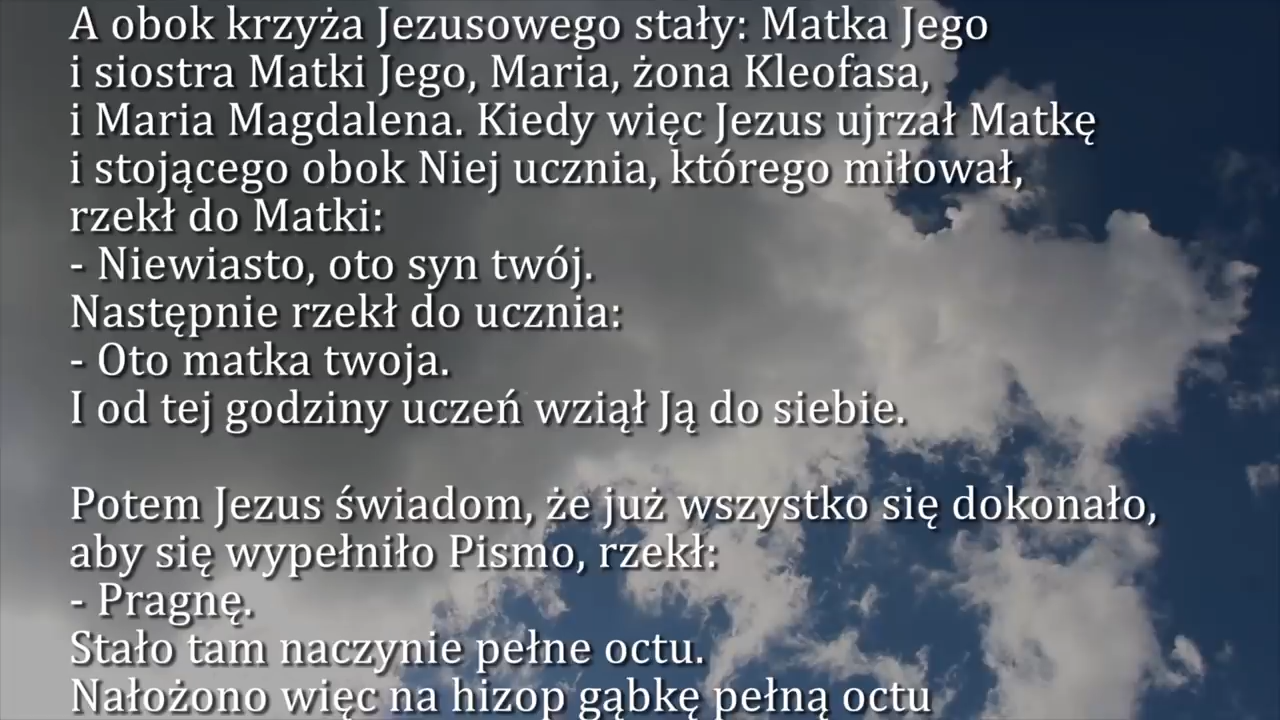 A obok krzyża Jezusowego stały: Matka Jego
i siostra Matki Jego, Maria, żona Kleofasa,
i Maria Magdalena. Kiedy więc Jezus ujrzał Matkę
i stojącego obok Niej ucznia, którego miłował,
rzekł do Matki:
- Niewiasto, oto syn twój.
Następnie rzekł do ucznia:
- Oto matka twoja.
I od tej godziny uczeń wziął Ją do siebie.
Potem Jezus świadom, że już wszystko się dokonało,
aby się wypełniło Pismo, rzekł:
- Pragnę.
Stało tam naczynie pełne octu.
Nałożono więc na hizop gąbkę pełną octu